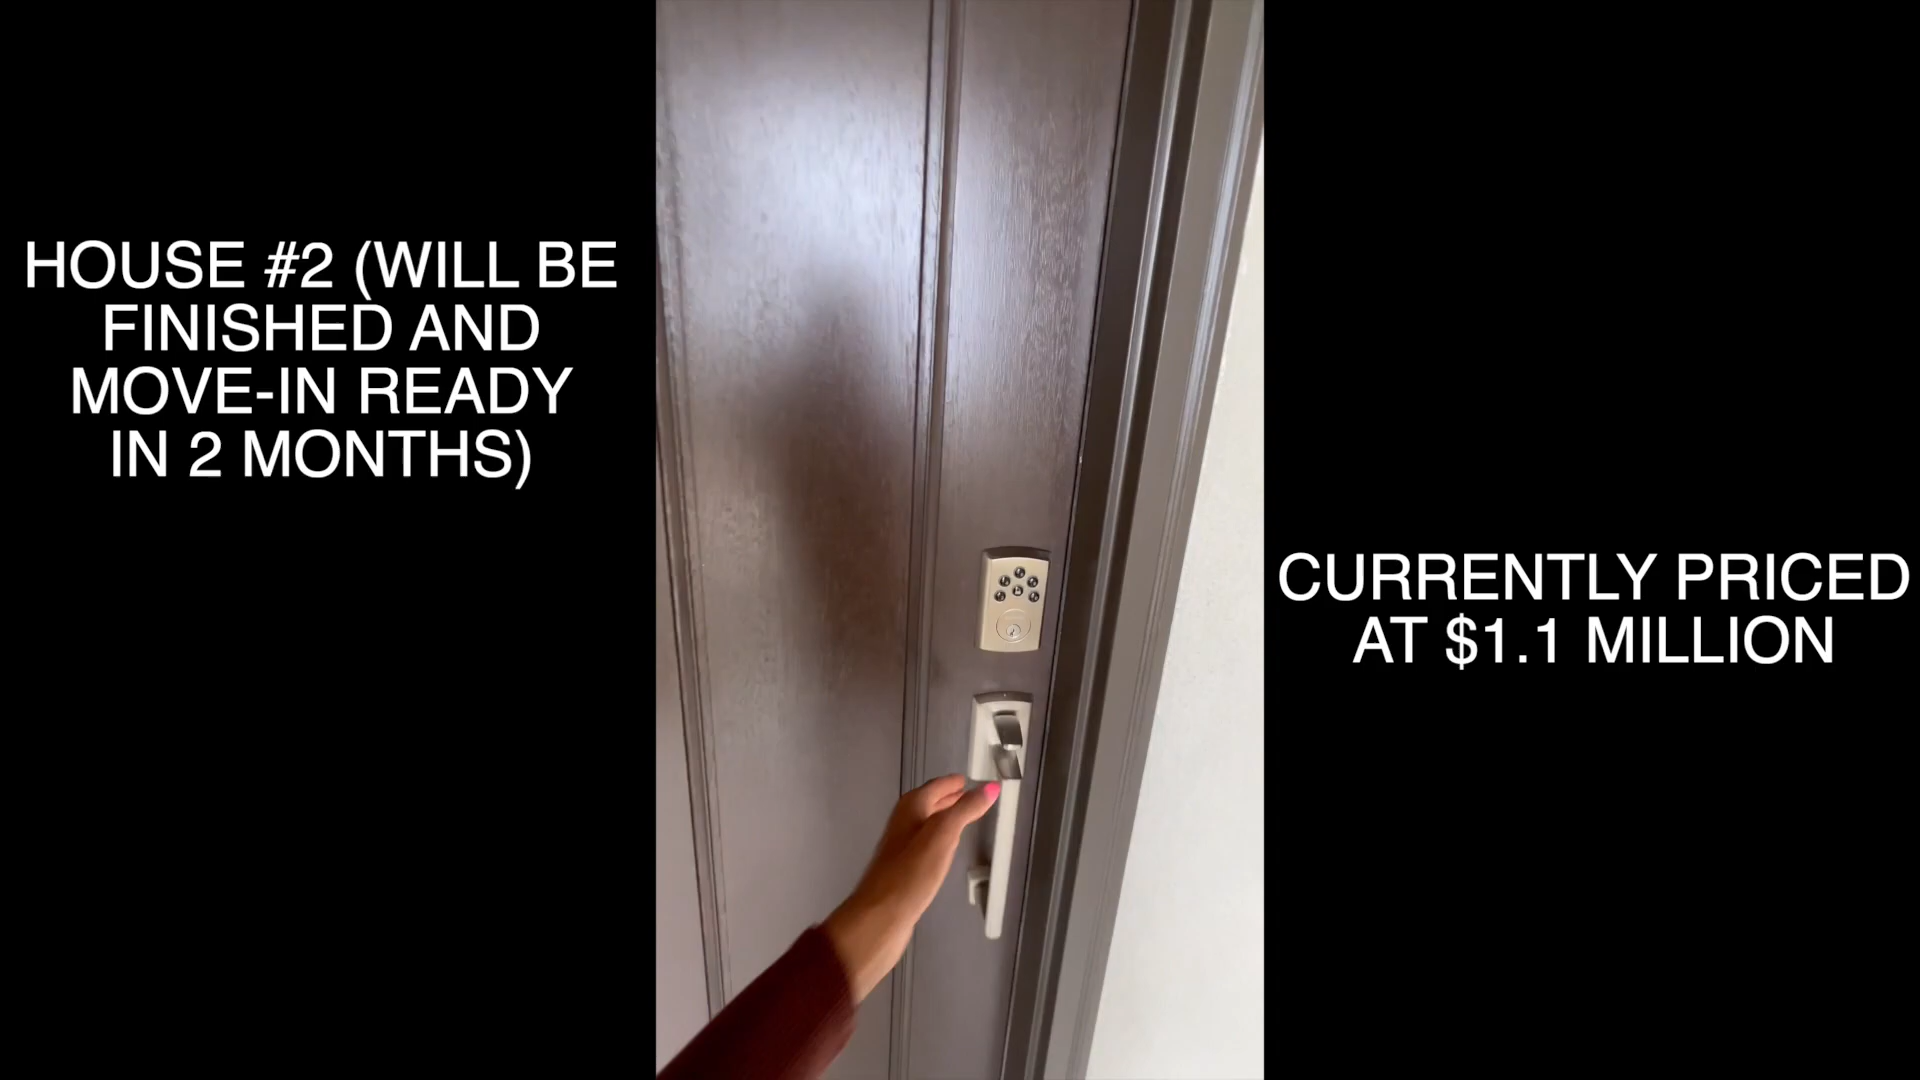 HOUSE #2 (WILL BE
FINISHED AND
MOVE-IN READY
IN 2 MONTHS)
CURRENTLY PRICED
AT $1.1 MILLION